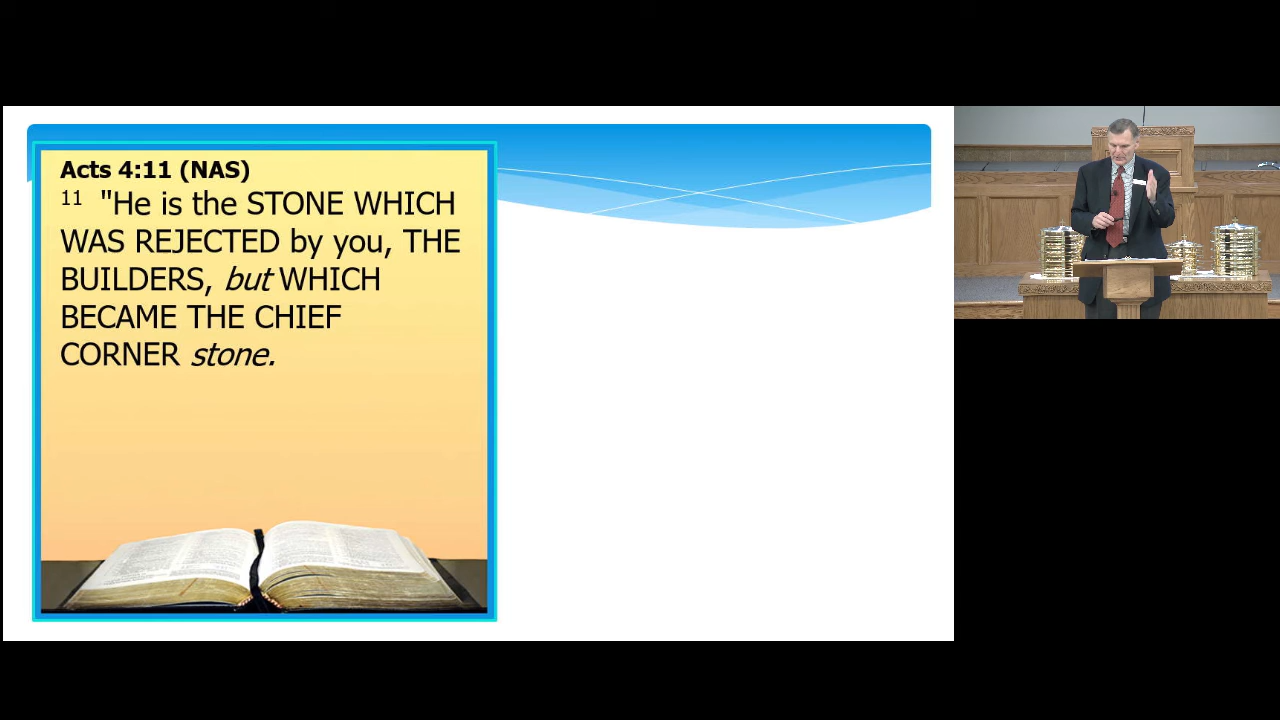 Acts 4:11 (NAS)
11 "He is the STONE WHICH
WAS REJECTED by you, THE
BUILDERS, but WHICH
BECAME THE CHIEF
CORNER stone.